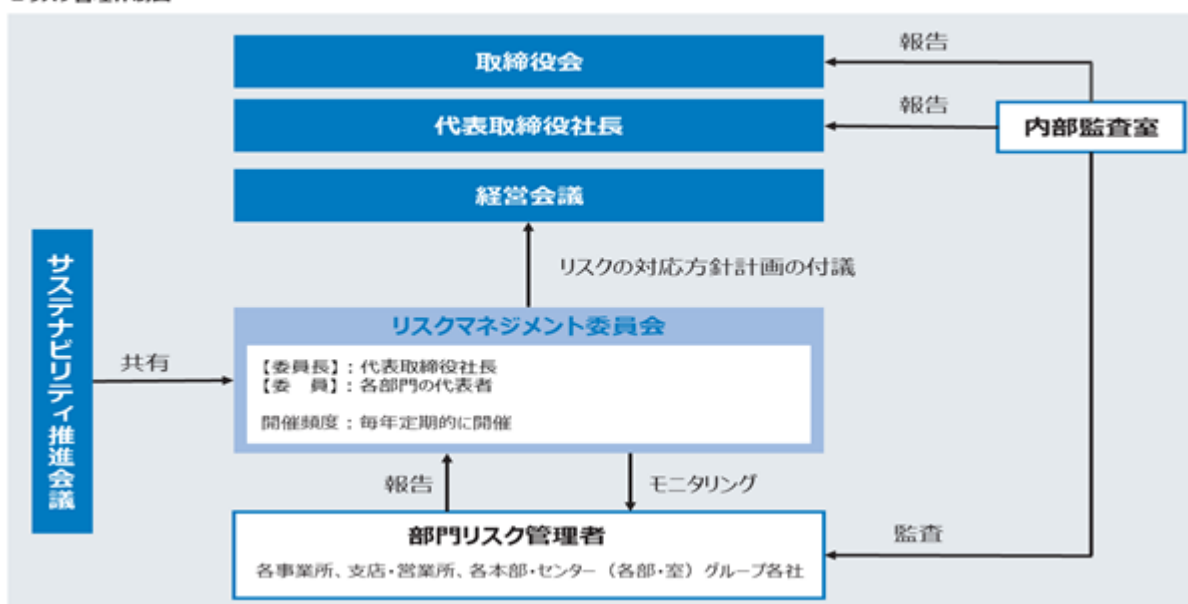 取締役会
報告
代表取締役社長
報告
内部監査室
経営会議
リスクの対応方針計画の付議
サステナビリティ推進会議
共有
リスクマネジメント委員会
【委員長】：代表取締役社長
【委　員】：各部門の代表者
開催頻度：毎年定期的に開催
報告
モニタリング
部門リスク管理者
各事業所、支店・営業所、各本部・センター（各部・室）グループ各社
監査